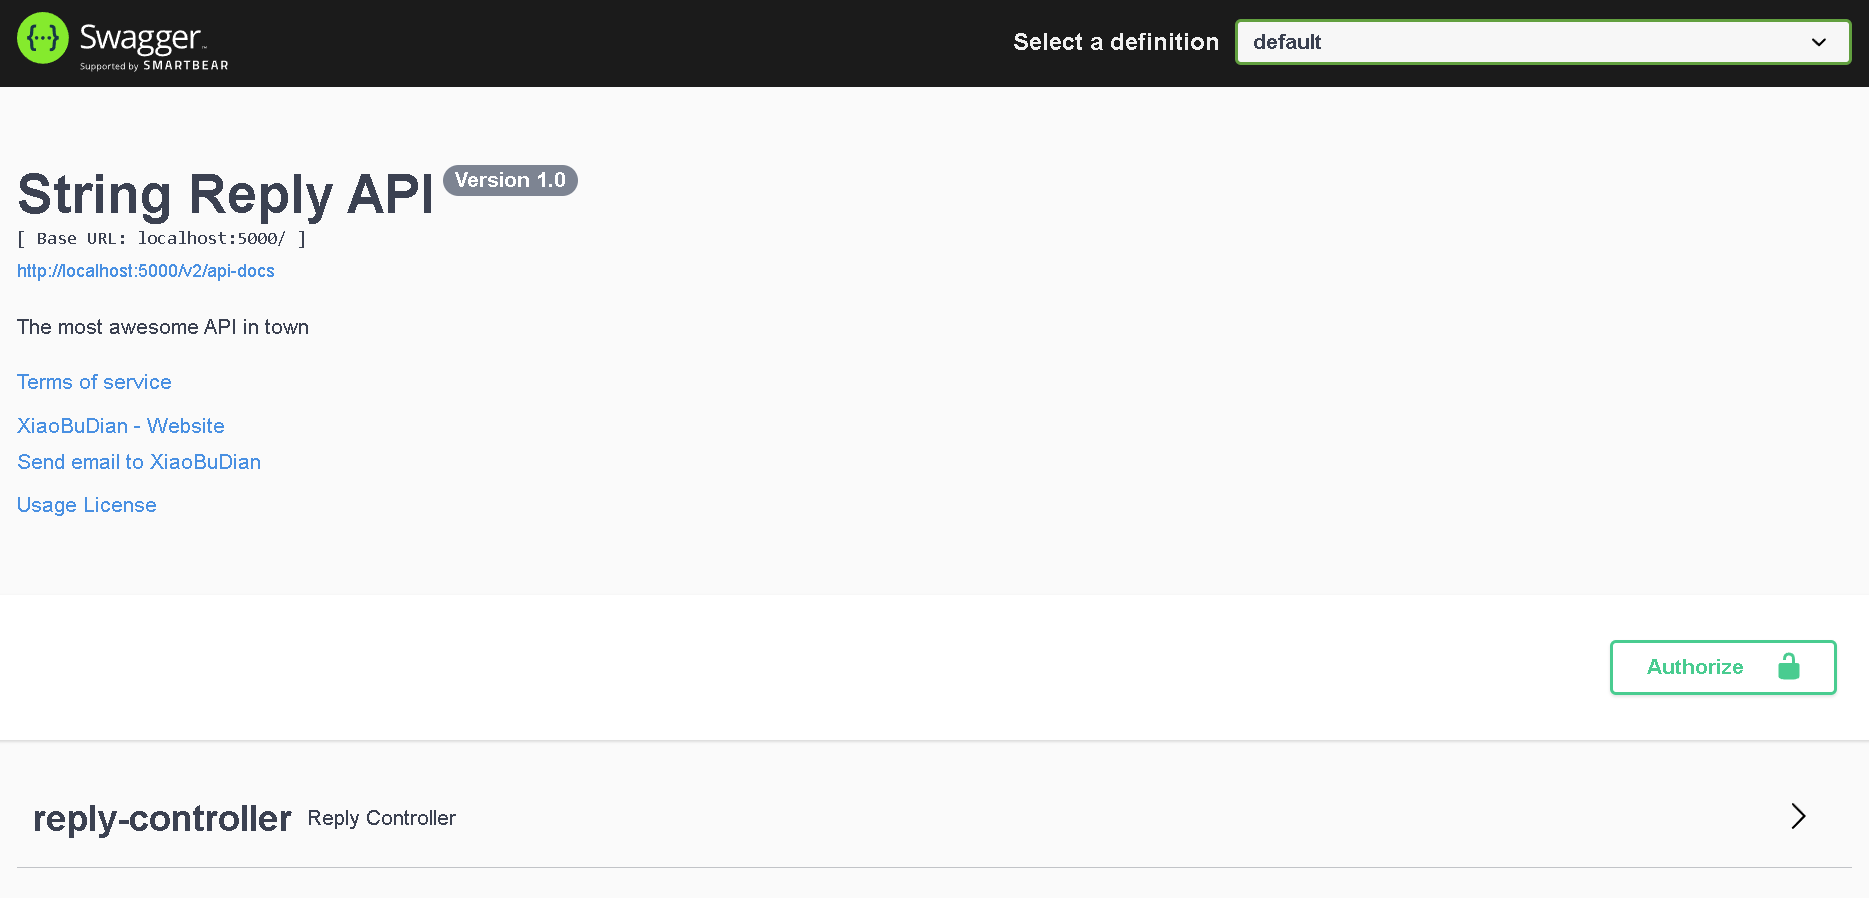 {...} Swagger™
Supported by SMARTBEAR
Select a definition
default
String Reply API Version 1.0
[ Base URL: localhost:5000/ ]
http://localhost:5000/v2/api-docs
The most awesome API in town
Terms of service
XiaoBuDian - Website
Send email to XiaoBuDian
Usage License
Authorize
reply-controller Reply Controller